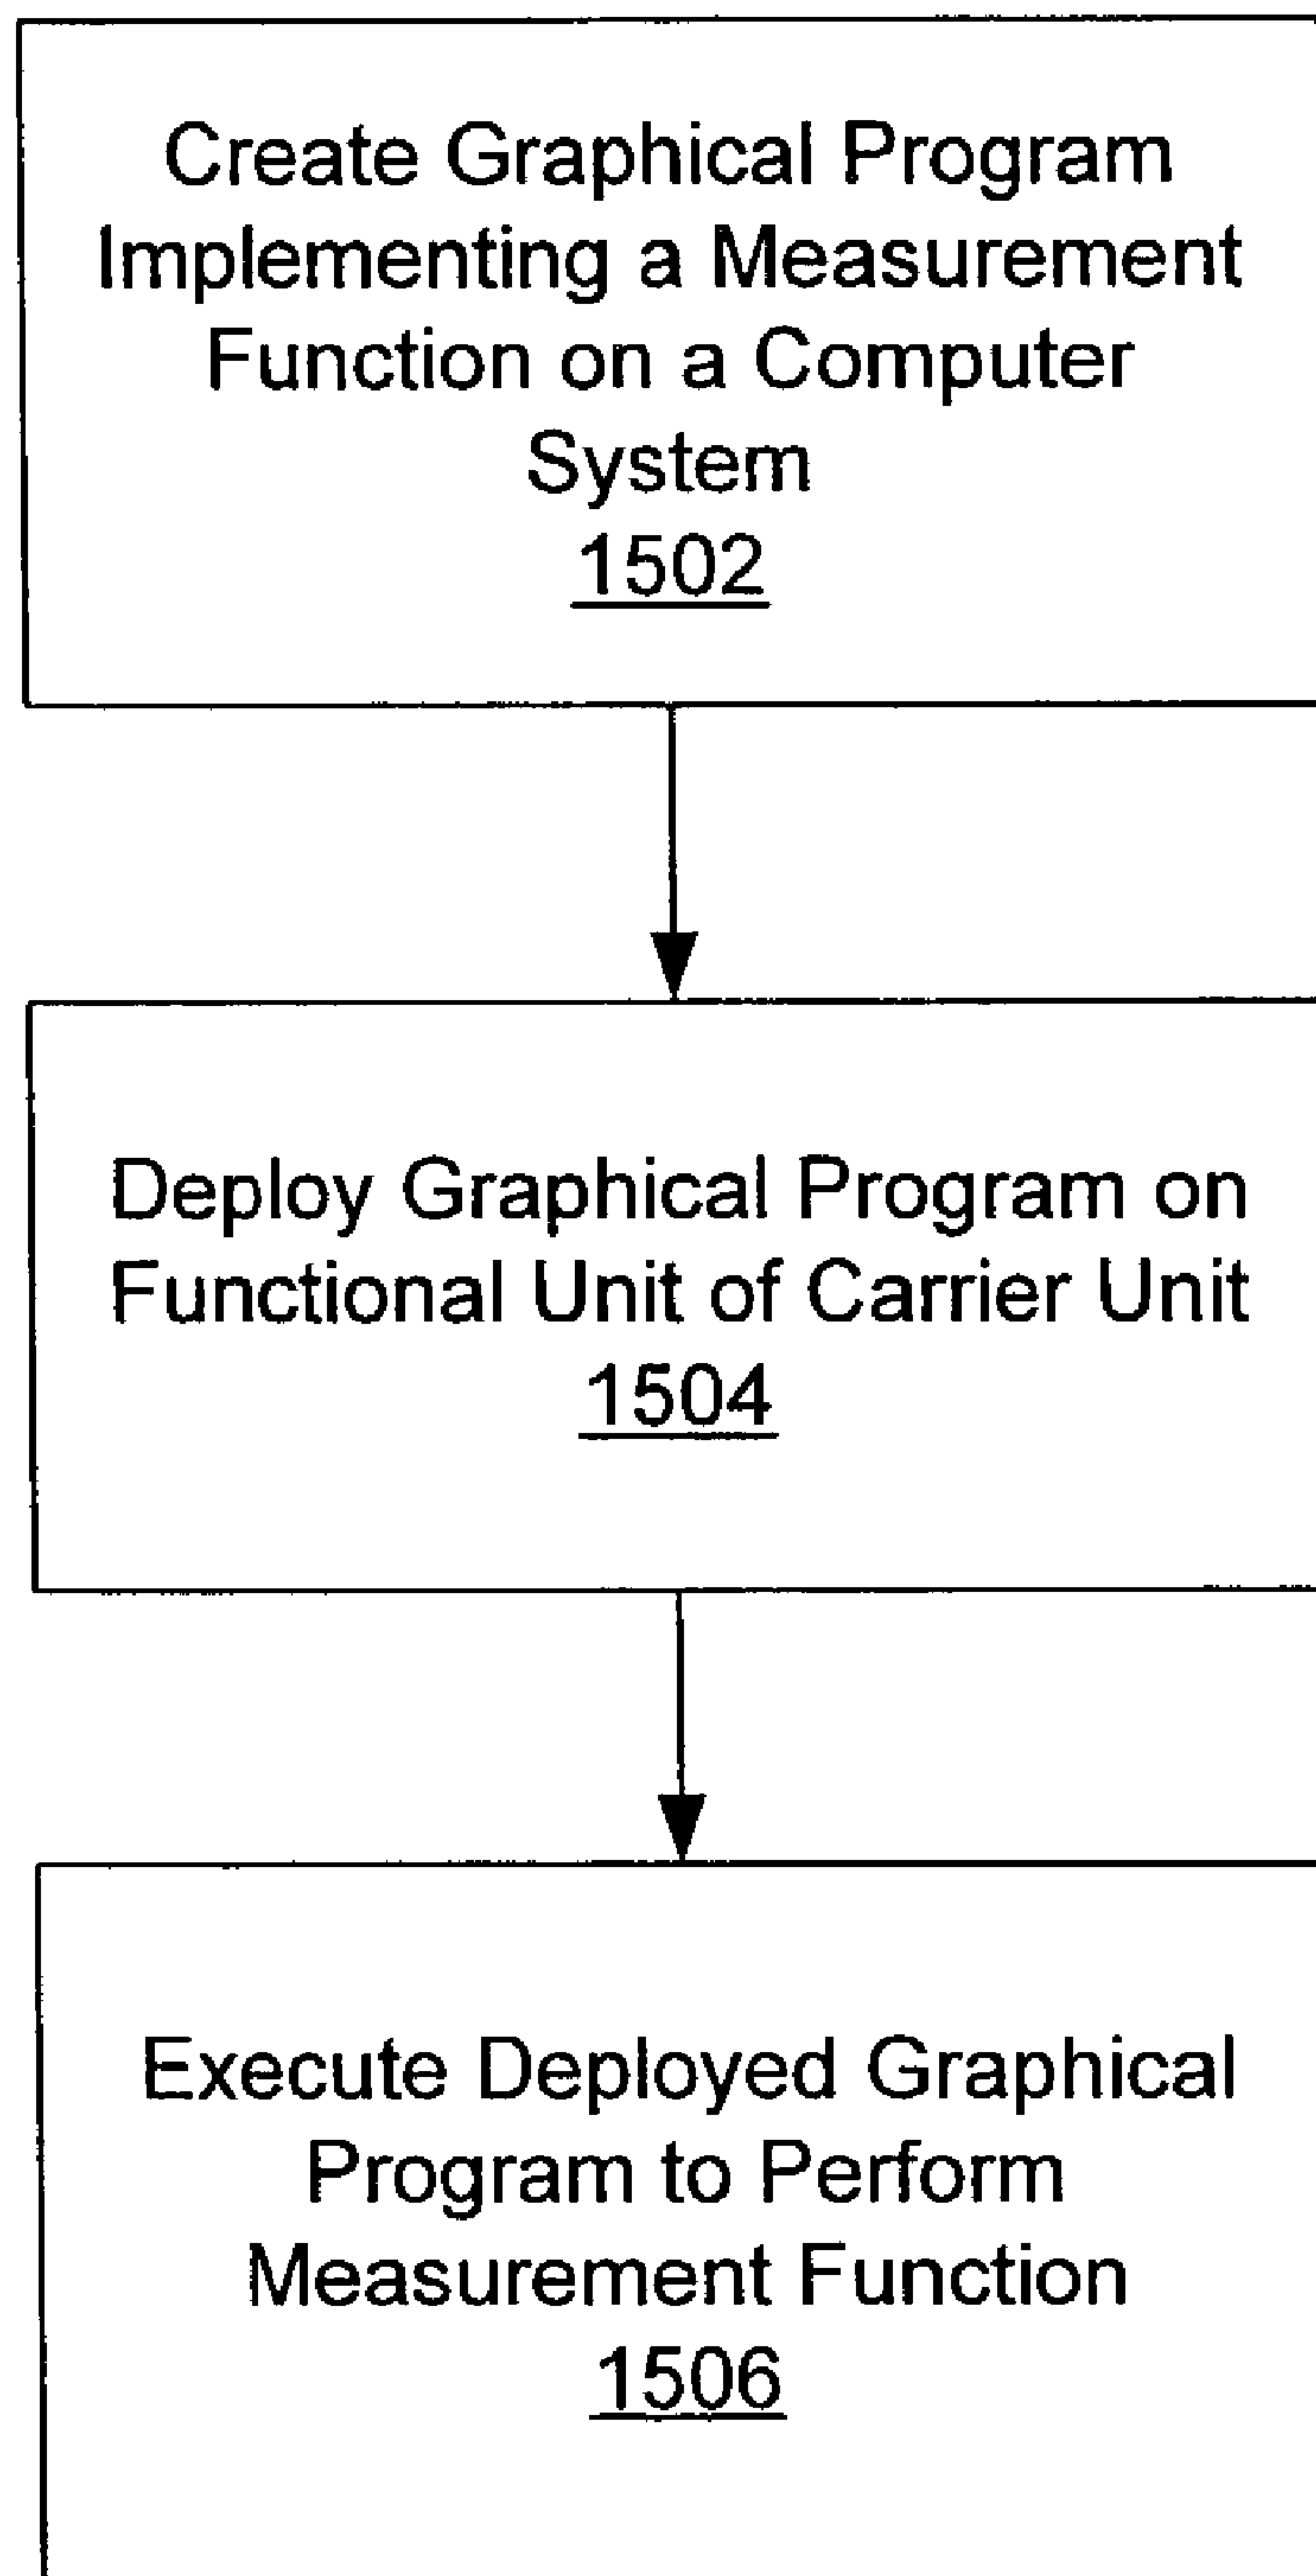 Create Graphical Program
Implementing a Measurement
Function on a Computer
System
1502
Deploy Graphical Program on
Functional Unit of Carrier Unit
1504
Execute Deployed Graphical
Program to Perform
Measurement Function
1506